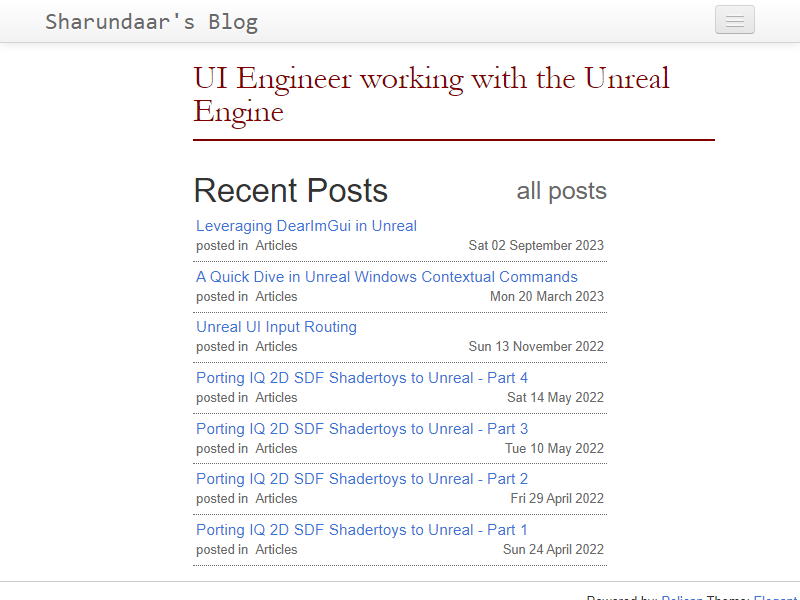 Sharundaar's Blog
UI Engineer working with the Unreal
Engine
Recent Posts all posts
Leveraging DearImGui in Unreal
posted in Articles Sat 02 September 2023
A Quick Dive in Unreal Windows Contextual Commands
posted in Articles Mon 20 March 2023
Unreal UI Input Routing
posted in Articles Sun 13 November 2022
Porting IQ 2D SDF Shadertoys to Unreal - Part 4
posted in Articles Sat 14 May 2022
Porting IQ 2D SDF Shadertoys to Unreal - Part 3
posted in Articles Tue 10 May 2022
Porting IQ 2D SDF Shadertoys to Unreal - Part 2
posted in Articles Fri 29 April 2022
Porting IQ 2D SDF Shadertoys to Unreal - Part 1
posted in Articles Sun 24 April 2022
Powered by: Pelican Theme: Elegant